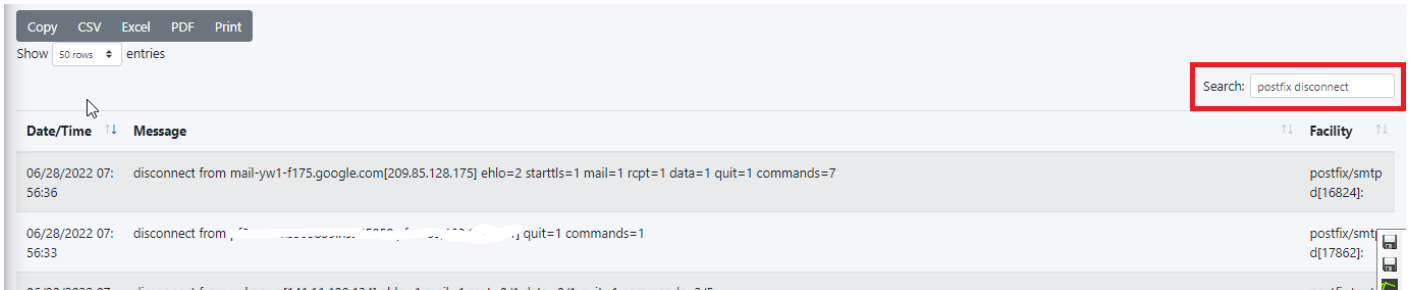 Copy CSV Excel PDF Print
Show 50 rows entries
Search: postfix disconnect
Date/Time Message Facility
06/28/2022 07: disconnect from mail-yw1-f175.google.com[209.85.128.175] ehlo=2 starttls=1 mail=1 rcpt=1 data=1 quit=1 commands=7 postfix/smtp
56:36 d[16824]:
06/28/2022 07: disconnect from quit=1 commands=1 postfix/smtp
56:33 d[17862]: